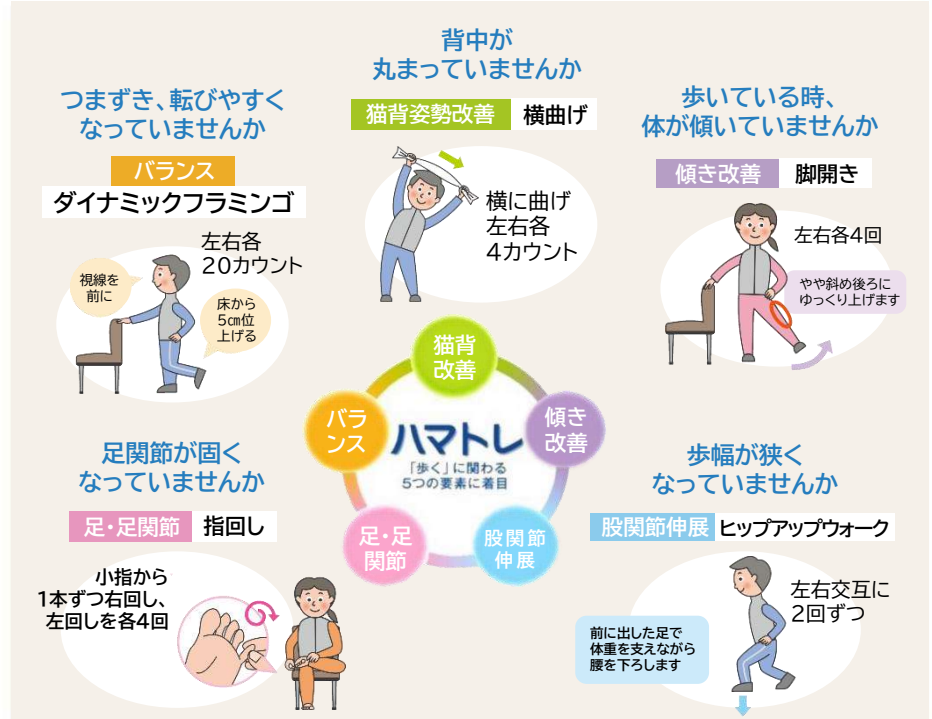 背中が
丸まっていませんか
猫背姿勢改善 横曲げ
横に曲げ
左右各
4カウント
つまずき、転びやすく
なっていませんか
バランス
ダイナミックフラミンゴ
左右各
20カウント
視線を
前に
床から
5㎝位
上げる
歩いている時、
体が傾いていませんか
傾き改善 脚開き
左右各4回
やや斜め後ろに
ゆっくり上げます
猫背
改善
バラ
ンス
傾き
改善
ハマトレ
「歩く」に関わる
5つの要素に着目
足・足
関節
股関節
伸展
足関節が固く
なっていませんか
足・足関節 指回し
小指から
1本ずつ右回し、
左回しを各4回
歩幅が狭く
なっていませんか
股関節伸展 ヒップアップウォーク
左右交互に
2回ずつ
前に出した足で
体重を支えながら
腰を下ろします